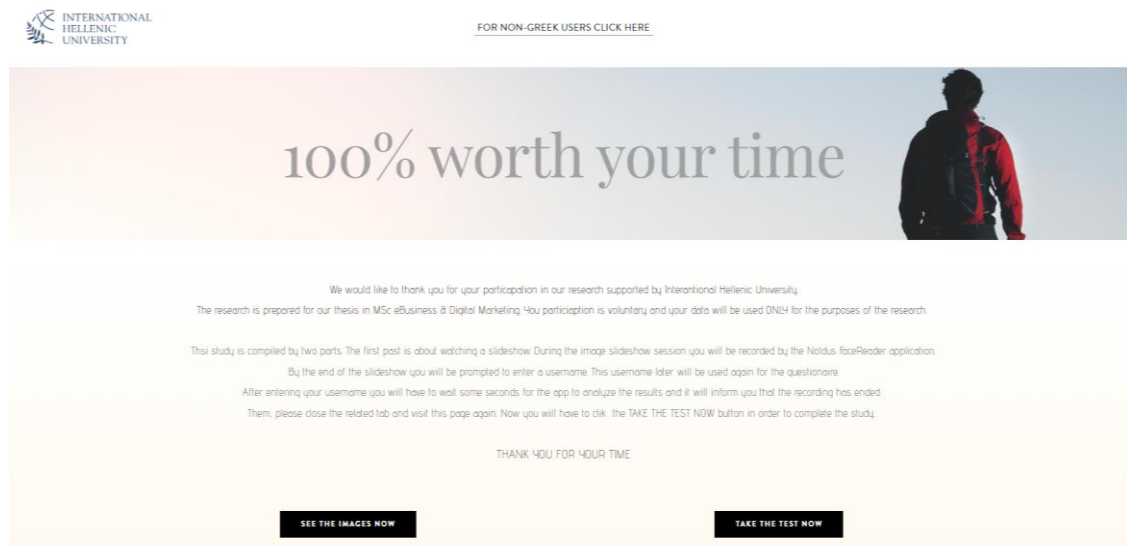 INTERNATIONAL
HELLENIC
UNIVERSITY
FOR NON-GREEK USERS CLICK HERE
100% worth your time
We would like to thank you for your particapation in our research supported by Interantional Hellenic University.
The research is prepared for our thesis in MSc eBusiness & Digital Marketing. You particiaption is voluntary and your data will be used ONLY for the purposes of the research.
Thsi study is compiled by two parts. The first past is about watching a slideshow. During the image slideshow session you will be recorded by the Noldus FaceReader application.
By the end of the slideshow you will be prompted to enter a username. This username later will be used again for the questionaire.
After entering your username you will have to wait some seconds for the app to analyze the results and it will inform you that the recording has ended.
Them, please close the related tab and visit this page again. Now you will have to clik the TAKE THE TEST NOW button in order to complete the study.
THANK YOU FOR YOUR TIME
SEE THE IMAGES NOW
TAKE THE TEST NOW